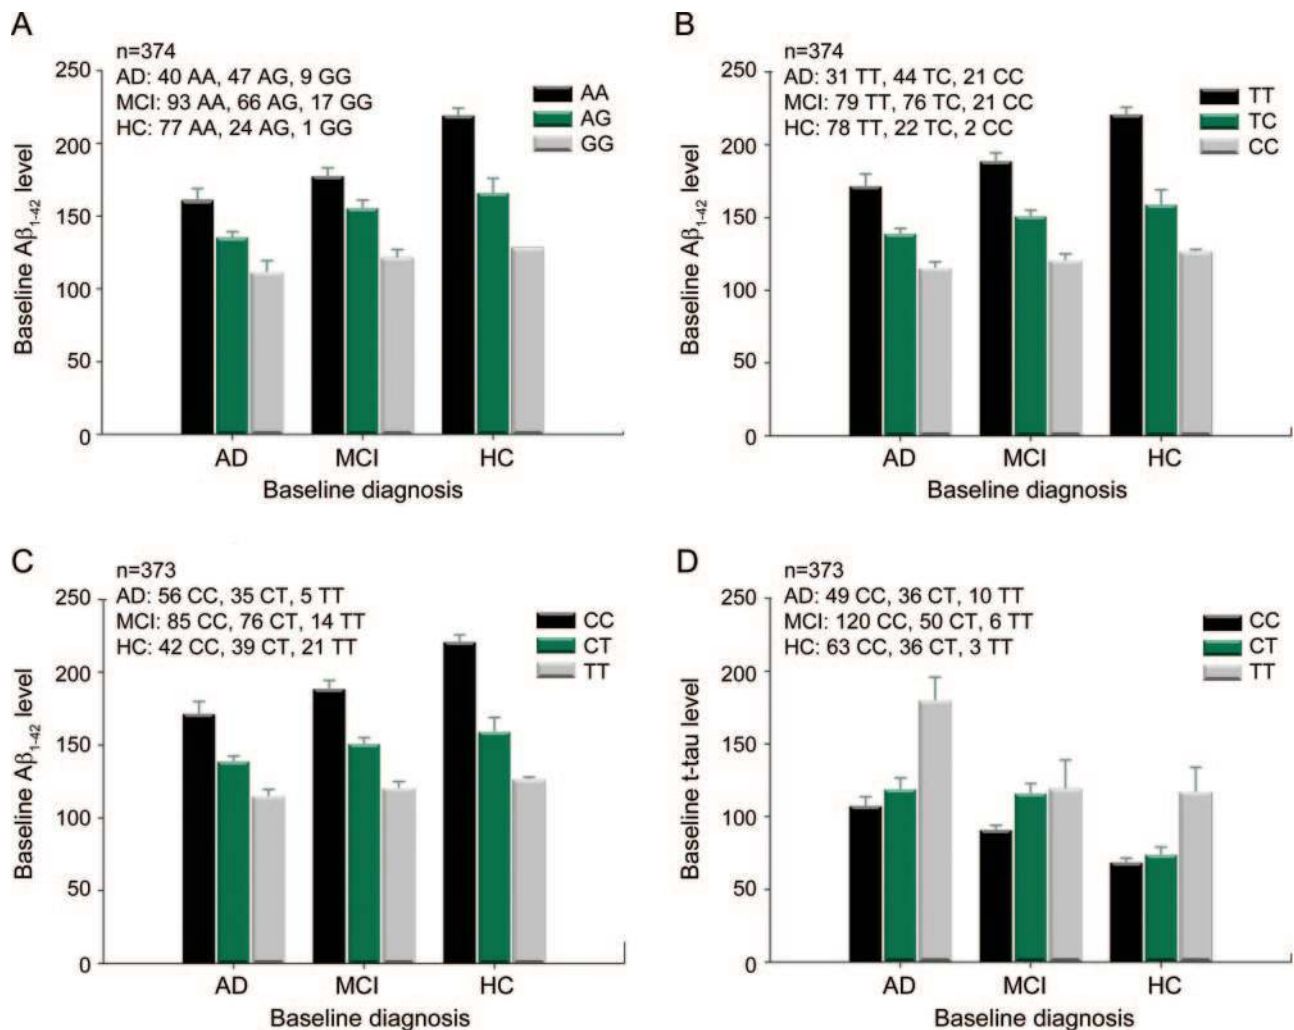 A
n=374
AD: 40 AA, 47 AG, 9 GG
MCI: 93 AA, 66 AG, 17 GG
HC: 77 AA, 24 AG, 1 GG
AA
AG
GG
Baseline Aβ1-42 level
250
200
150
100
50
0
AD MCI HC
Baseline diagnosis
B
n=374
AD: 31 TT, 44 TC, 21 CC
MCI: 79 TT, 76 TC, 21 CC
HC: 78 TT, 22 TC, 2 CC
TT
TC
CC
Baseline Aβ1-42 level
250
200
150
100
50
0
AD MCI HC
Baseline diagnosis
C
n=373
AD: 56 CC, 35 CT, 5 TT
MCI: 85 CC, 76 CT, 14 TT
HC: 42 CC, 39 CT, 21 TT
CC
CT
TT
Baseline Aβ1-42 level
250
200
150
100
50
0
AD MCI HC
Baseline diagnosis
D
n=373
AD: 49 CC, 36 CT, 10 TT
MCI: 120 CC, 50 CT, 6 TT
HC: 63 CC, 36 CT, 3 TT
CC
CT
TT
Baseline t-tau level
250
200
150
100
50
0
AD MCI HC
Baseline diagnosis